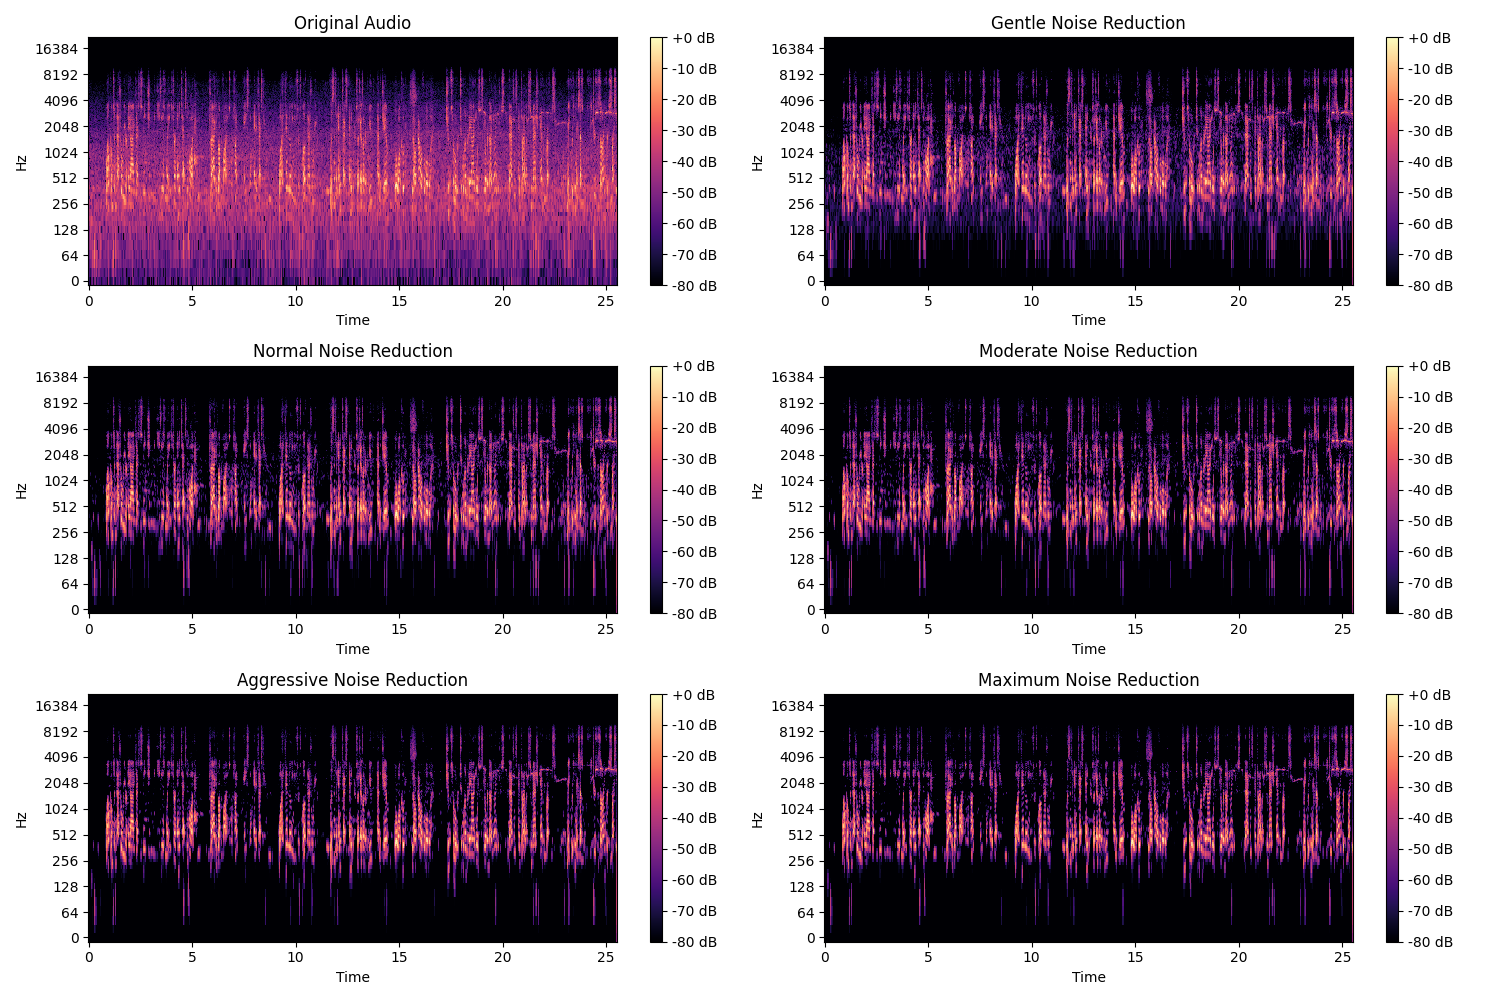 Original Audio
16384
8192
4096
2048
1024
512
256
128
64
0
Hz
0 5 10 15 20 25
Time
+0 dB
-10 dB
-20 dB
-30 dB
-40 dB
-50 dB
-60 dB
-70 dB
-80 dB
Gentle Noise Reduction
16384
8192
4096
2048
1024
512
256
128
64
0
Hz
0 5 10 15 20 25
Time
+0 dB
-10 dB
-20 dB
-30 dB
-40 dB
-50 dB
-60 dB
-70 dB
-80 dB
Normal Noise Reduction
16384
8192
4096
2048
1024
512
256
128
64
0
Hz
0 5 10 15 20 25
Time
+0 dB
-10 dB
-20 dB
-30 dB
-40 dB
-50 dB
-60 dB
-70 dB
-80 dB
Moderate Noise Reduction
16384
8192
4096
2048
1024
512
256
128
64
0
Hz
0 5 10 15 20 25
Time
+0 dB
-10 dB
-20 dB
-30 dB
-40 dB
-50 dB
-60 dB
-70 dB
-80 dB
Aggressive Noise Reduction
16384
8192
4096
2048
1024
512
256
128
64
0
Hz
0 5 10 15 20 25
Time
+0 dB
-10 dB
-20 dB
-30 dB
-40 dB
-50 dB
-60 dB
-70 dB
-80 dB
Maximum Noise Reduction
16384
8192
4096
2048
1024
512
256
128
64
0
Hz
0 5 10 15 20 25
Time
+0 dB
-10 dB
-20 dB
-30 dB
-40 dB
-50 dB
-60 dB
-70 dB
-80 dB